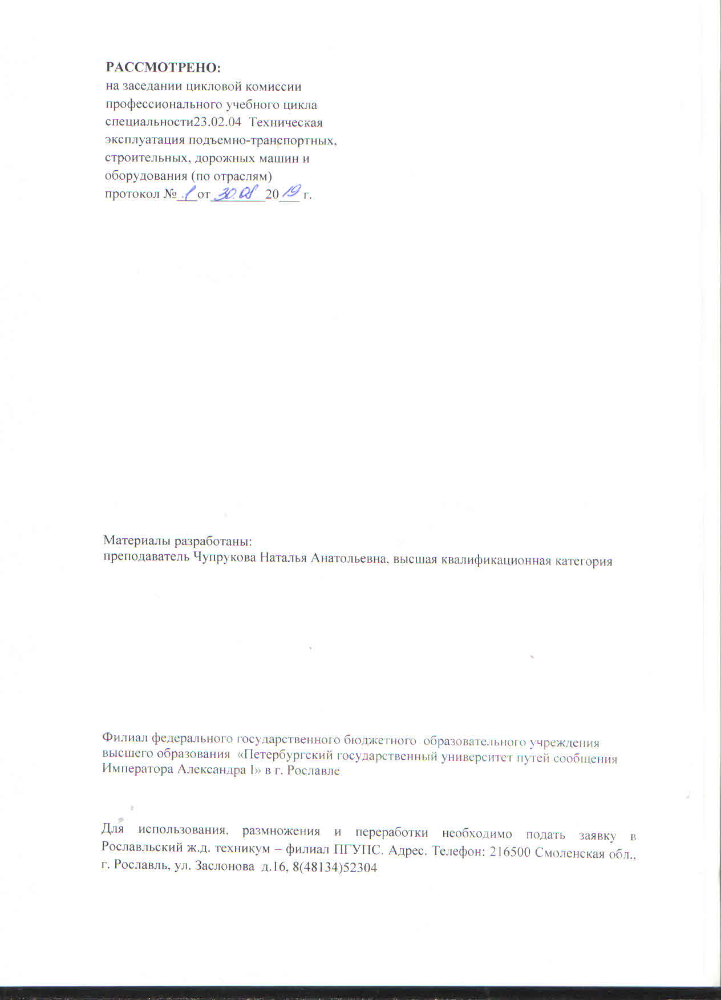 РАССМОТРЕНО:
на заседании цикловой комиссии
профессионального учебного цикла
специальности23.02.04 Техническая
эксплуатация подъемно-транспортных,
строительных, дорожных машин и
оборудования (по отраслям)
протокол № 1 от 30.08 2019 г.
Материалы разработаны:
преподаватель Чупрукова Наталья Анатольевна, высшая квалификационная категория
Филиал федерального государственного бюджетного образовательного учреждения
высшего образования «Петербургский государственный университет путей сообщения
Императора Александра I» в г. Рославле
Для использования, размножения и переработки необходимо подать заявку в
Рославльский ж.д. техникум – филиал ПГУПС. Адрес. Телефон: 216500 Смоленская обл.,
г. Рославль, ул. Заслонова д.16, 8(48134)52304